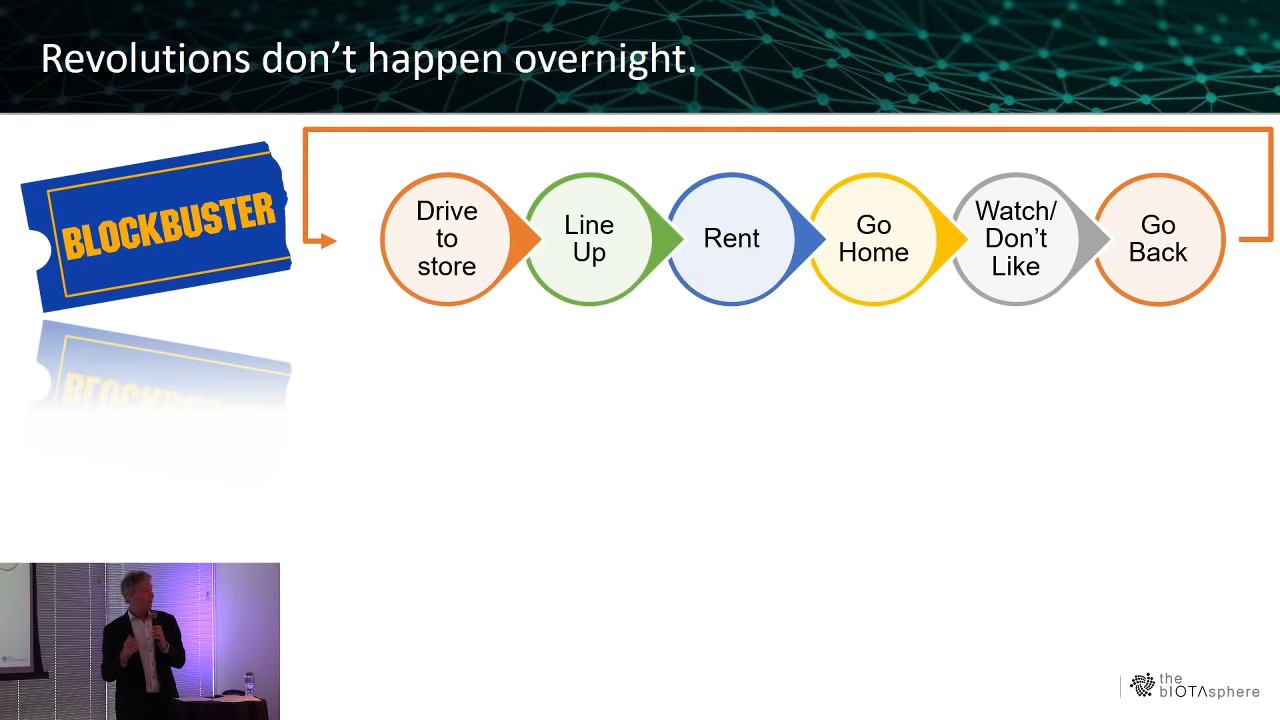 Revolutions don't happen overnight.
BLOCKBUSTER
Drive
to
store
Line
Up
Rent
Go
Home
Watch/
Don't
Like
Go
Back
the
bIOTAsphere